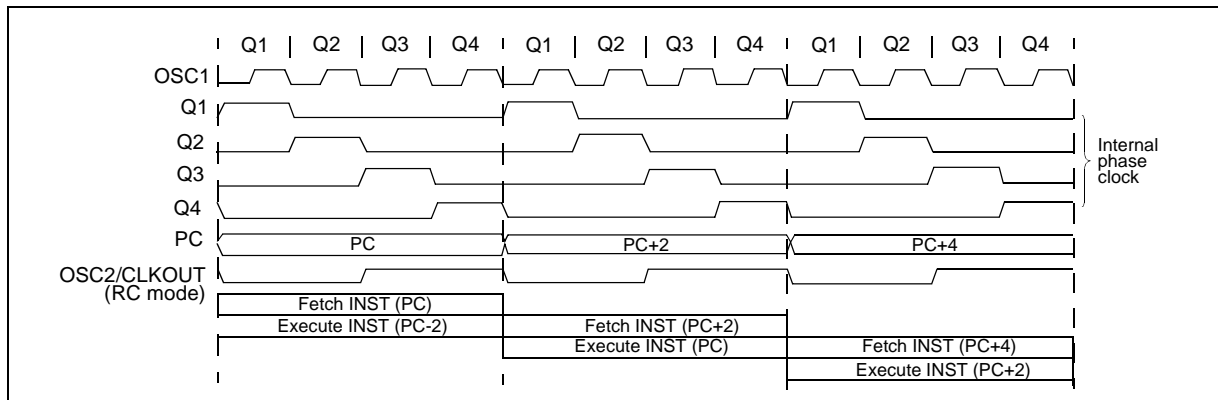 Q1 | Q2 | Q3 | Q4 | Q1 | Q2 | Q3 | Q4 | Q1 | Q2 | Q3 | Q4
OSC1
Q1
Q2
Q3
Q4
Internal
phase
clock
PC PC PC+2 PC+4
OSC2/CLKOUT
(RC mode)
Fetch INST (PC)
Execute INST (PC-2) Fetch INST (PC+2)
Execute INST (PC) Fetch INST (PC+4)
Execute INST (PC+2)